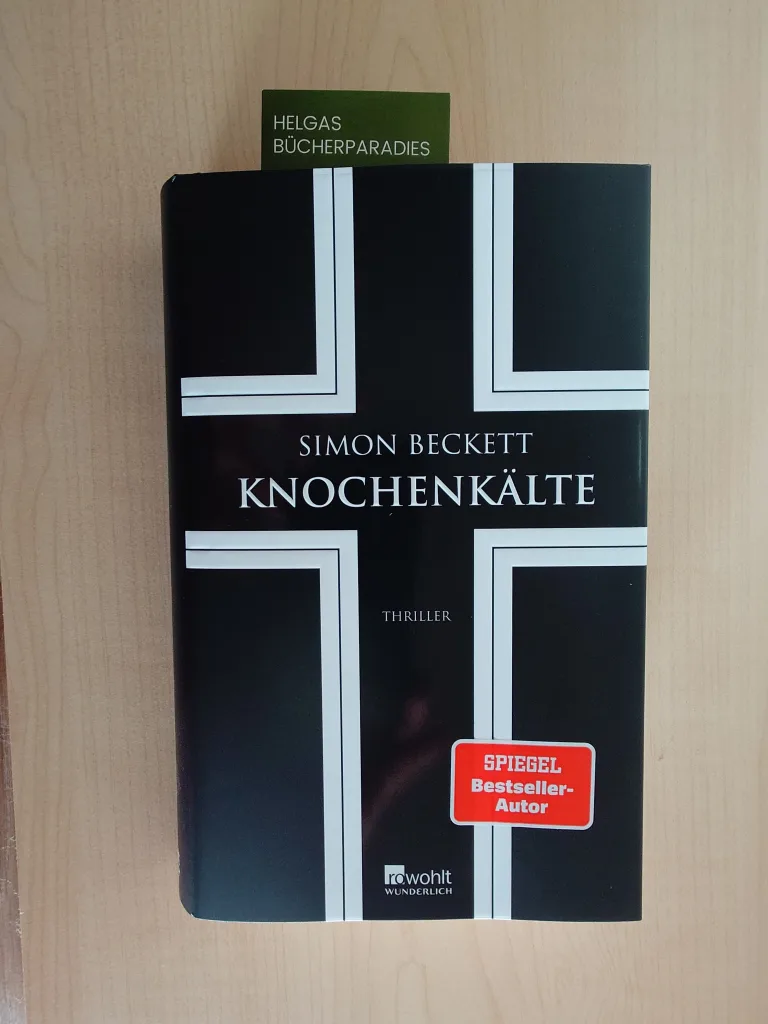 HELGAS
BÜCHERPARADIES
SIMON BECKETT
KNOCHENKÄLTE
THRILLER
SPIEGEL
Bestseller-
Autor
rowohlt
WUNDERLICH